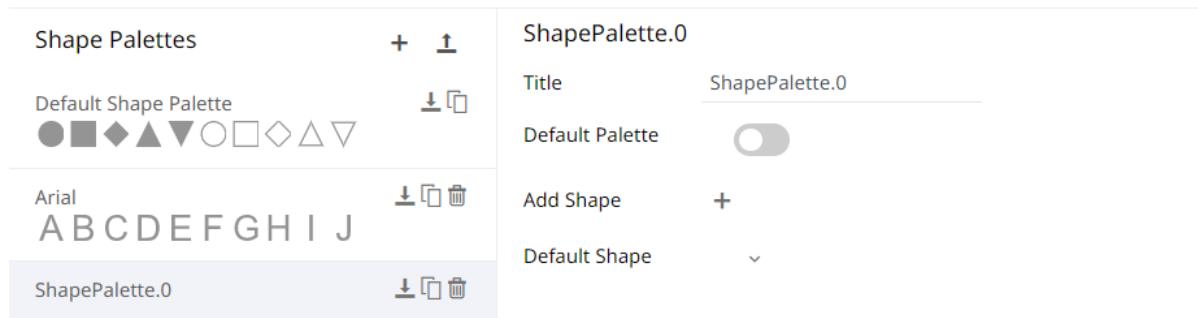 Shape Palettes
Default Shape Palette
Arial
A B C D E F G H I J
ShapePalette.0
ShapePalette.0
Title ShapePalette.0
Default Palette
Add Shape
Default Shape